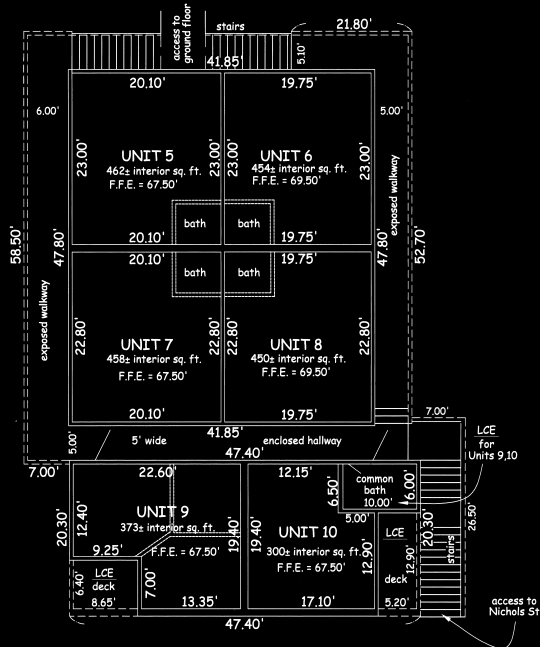 access to
ground floor
stairs
21.80'
5.10'
41.85'
20.10'
19.75'
6.00'
5.00'
23.00'
UNIT 5
462± interior sq. ft.
F.F.E. = 67.50'
23.00'
23.00'
UNIT 6
454± interior sq. ft.
F.F.E. = 69.50'
23.00'
exposed walkway
bath
bath
20.10'
19.75'
58.50'
47.80'
47.80'
52.70'
20.10'
19.75'
bath
bath
exposed walkway
22.80'
UNIT 7
458± interior sq. ft.
F.F.E. = 67.50'
22.80'
22.80'
UNIT 8
450± interior sq. ft.
F.F.E. = 69.50'
22.80'
20.10'
19.75'
7.00'
41.85'
5.00'
5' wide
enclosed hallway
47.40'
LCE
for
Units 9,10
7.00'
22.60'
12.15'
common
bath
10.00'
6.50'
6.00'
5.00'
20.30'
12.40'
UNIT 9
373± interior sq. ft.
F.F.E. = 67.50'
19.40'
19.40'
UNIT 10
300± interior sq. ft.
F.F.E. = 67.50'
12.90'
LCE
deck
12.90'
5.20'
20.30'
stairs
26.50'
9.25'
6.40'
LCE
deck
8.65'
7.00'
13.35'
17.10'
47.40'
access to
Nichols St